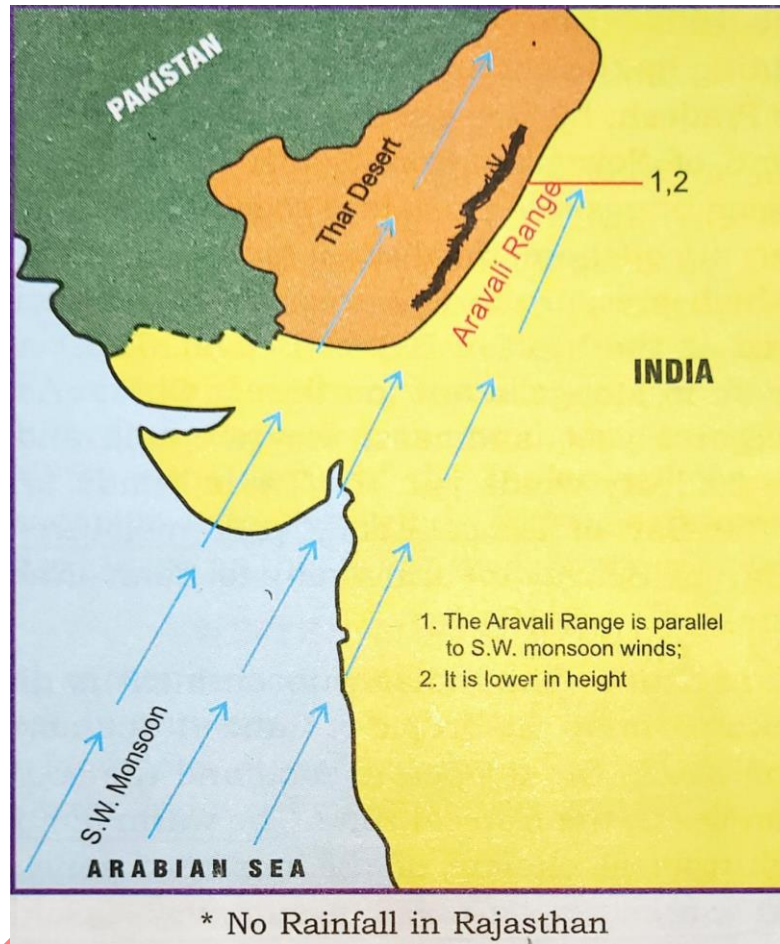 PAKISTAN
Thar Desert
1,2
Aravali Range
INDIA
1. The Aravali Range is parallel
to S.W. monsoon winds;
2. It is lower in height
S.W. Monsoon
ARABIAN SEA
* No Rainfall in Rajasthan